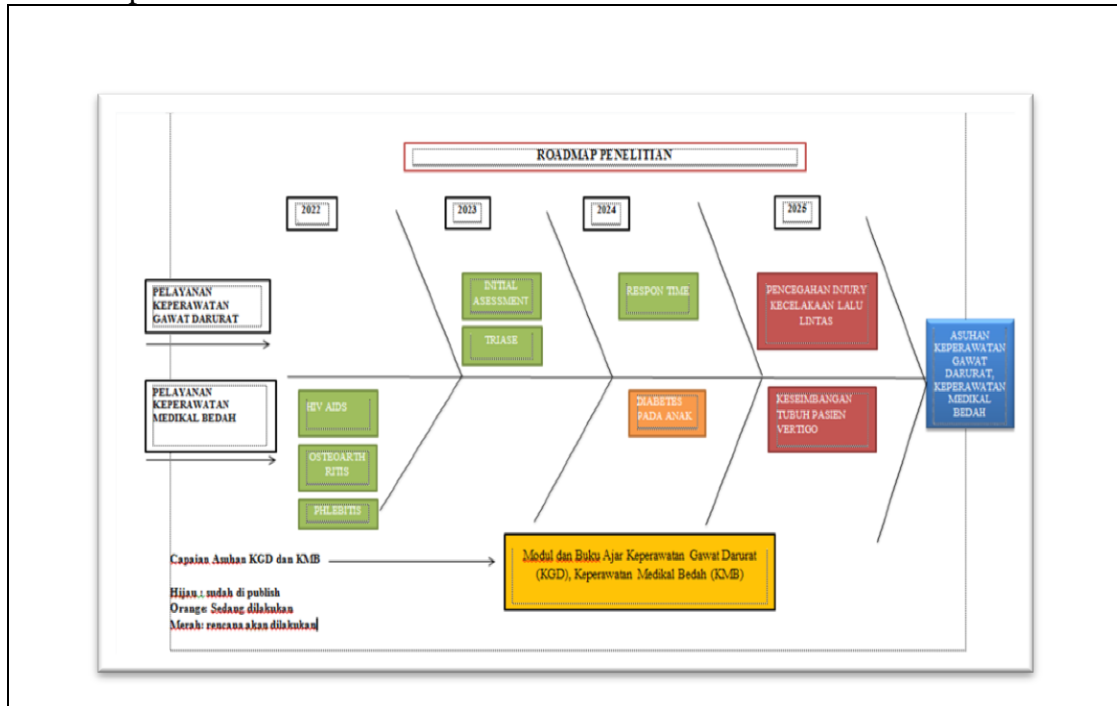 ROADMAP PENELITIAN
2022
2023
2024
2025
PELAYANAN
KEPERAWATAN
GAWAT DARURAT
INITIAL
ASESSMENT
TRIASE
RESPON TIME
PENCEGAHAN INJURY
KECELAKAAN LALU
LINTAS
PELAYANAN
KEPERAWATAN
MEDIKAL BEDAH
HIV AIDS
OSTEOARTH
RITIS
PHLEBITIS
DIABETES
PADA ANAK
KESEIMBANGAN
TUBUH PASIEN
VERTIGO
ASUHAN
KEPERAWATAN
GAWAT
DARURAT,
KEPERAWATAN
MEDIKAL
BEDAH
Capaian Asuhan KGD dan KMB
Modul dan Buku Ajar Keperawatan Gawat Darurat
(KGD), Keperawatan Medikal Bedah (KMB)
Hijau : sudah di publish
Orange: Sedang dilakukan
Merah: rencana akan dilakukan